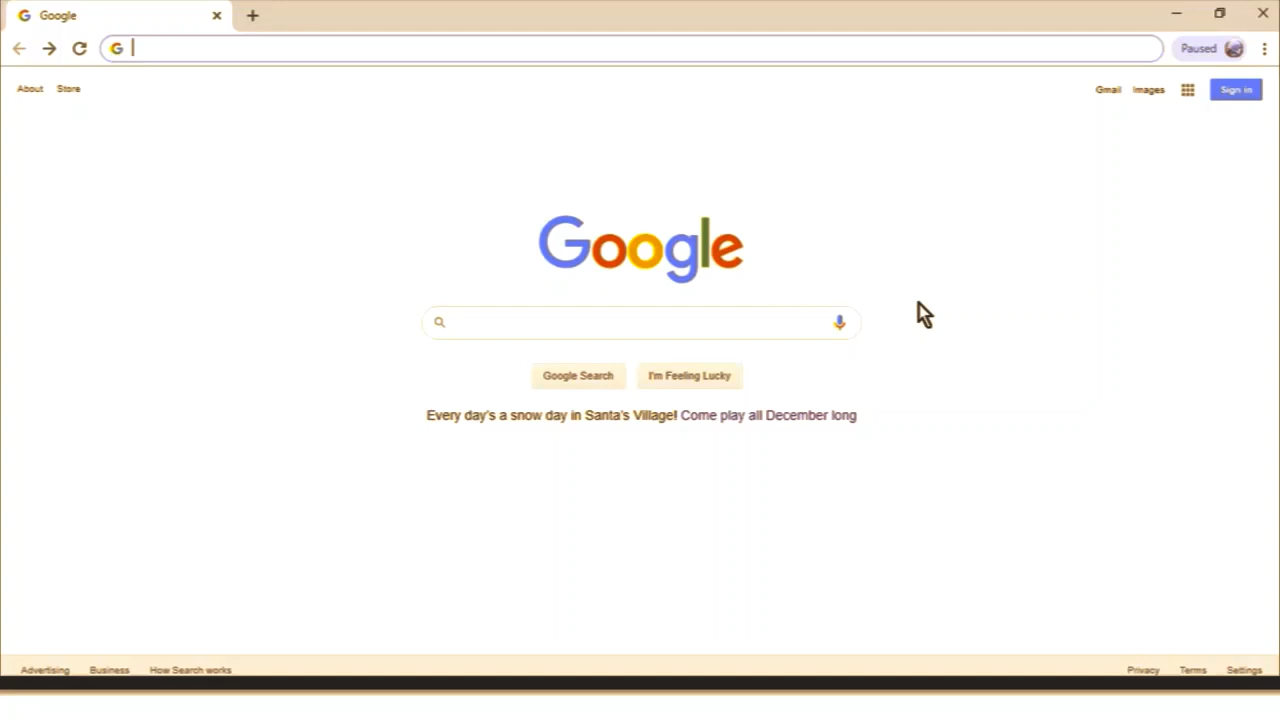 Google
Paused
About Store
Gmail Images Sign in
Google
Google Search I'm Feeling Lucky
Every day's a snow day in Santa's Village! Come play all December long
Advertising Business How Search works
Privacy Terms Settings